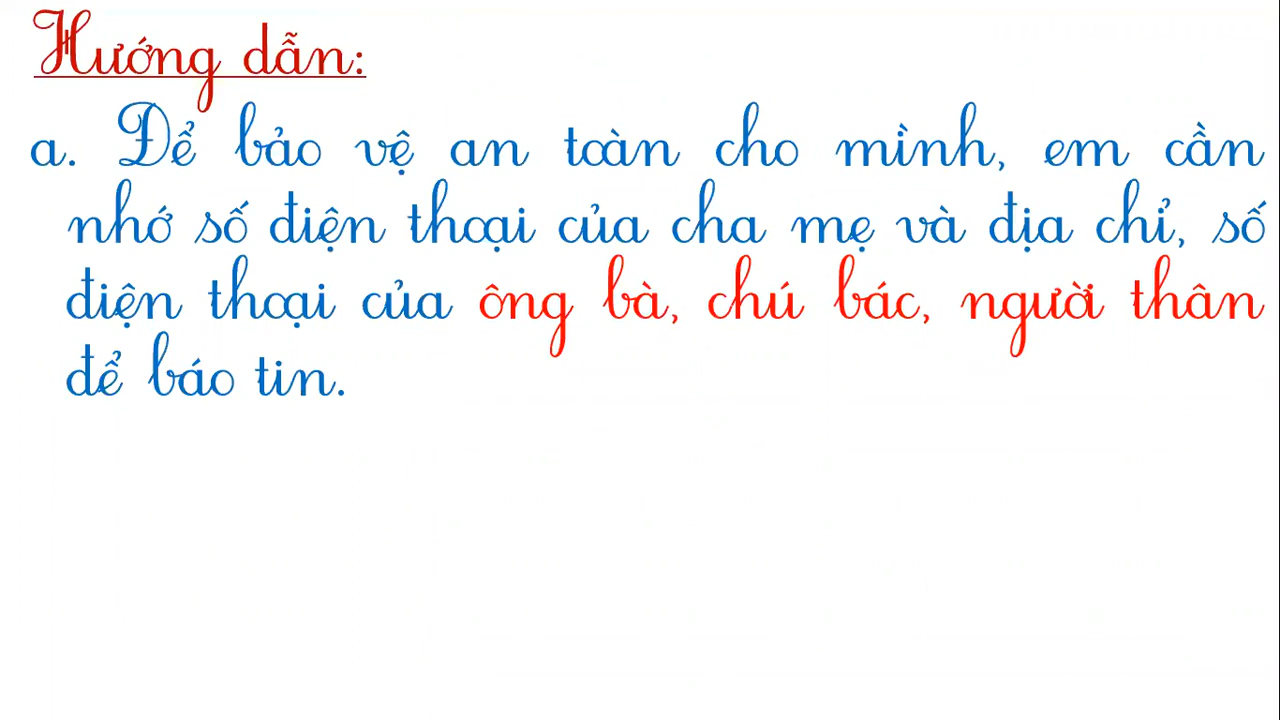 Hướng dẫn:
a. Để bảo vệ an toàn cho mình, em cần
nhớ số điện thoại của cha mẹ và địa chỉ, số
điện thoại của ông bà, chú bác, người thân
để báo tin.